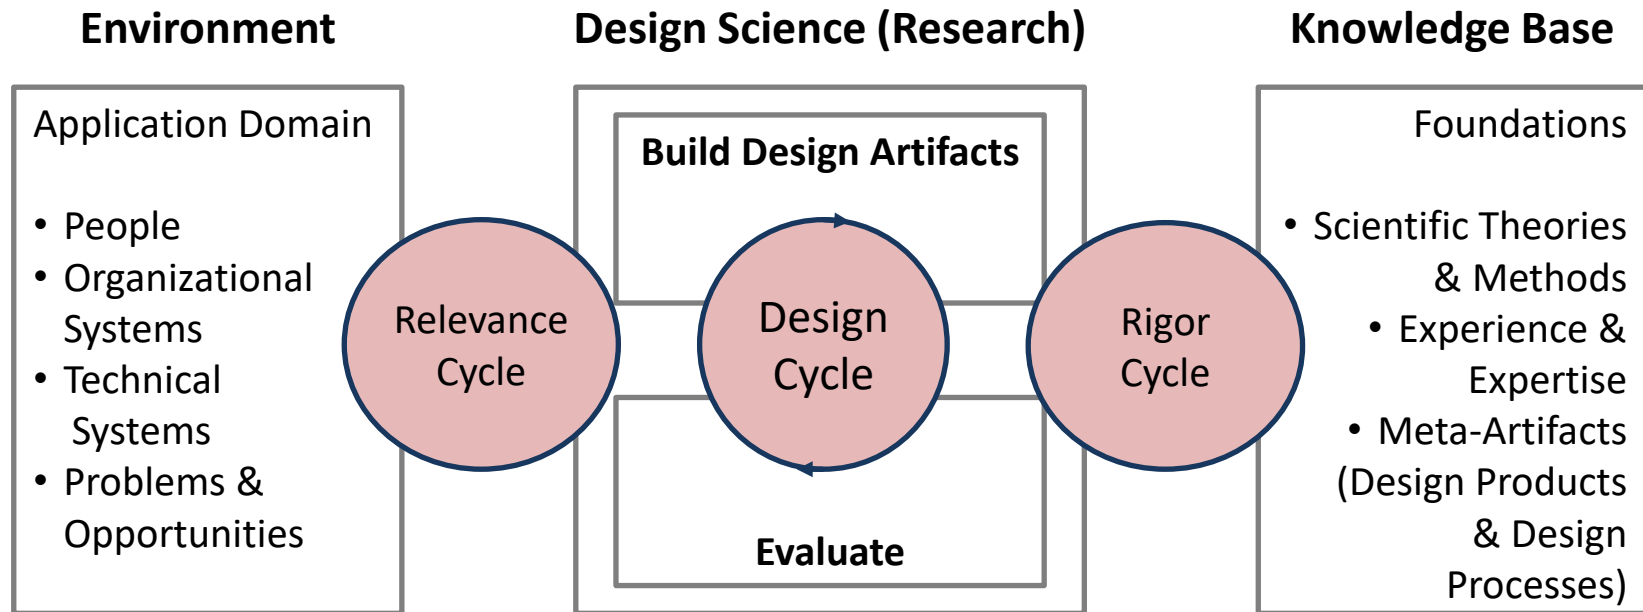 Environment
Design Science (Research)
Knowledge Base
Application Domain
• People
• Organizational
Systems
• Technical
Systems
• Problems &
Opportunities
Relevance
Cycle
Build Design Artifacts
Design
Cycle
Evaluate
Rigor
Cycle
Foundations
• Scientific Theories
& Methods
• Experience &
Expertise
• Meta-Artifacts
(Design Products
& Design
Processes)